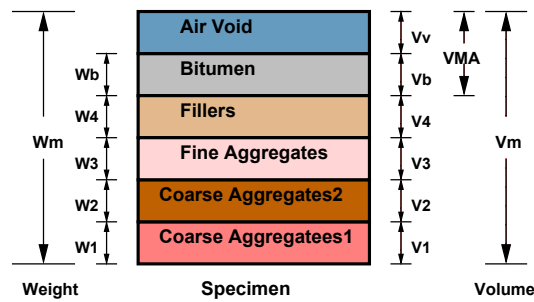 Air Void
Vv
VMA
Wb
Bitumen
Vb
W4
Fillers
V4
Wm
W3
Fine Aggregates
V3
Vm
W2
Coarse Aggregates2
V2
W1
Coarse Aggregatees1
V1
Weight
Specimen
Volume